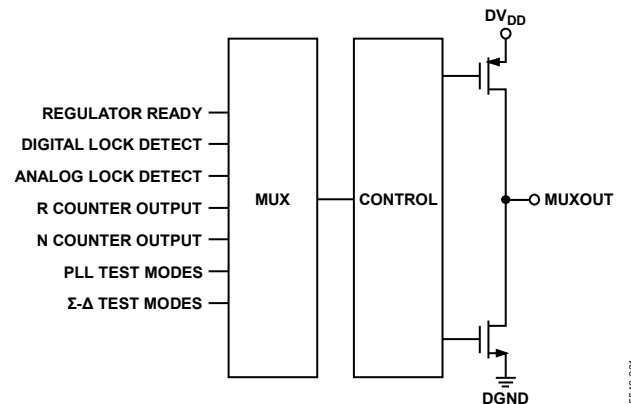 DVDD
REGULATOR READY
DIGITAL LOCK DETECT
ANALOG LOCK DETECT
R COUNTER OUTPUT
N COUNTER OUTPUT
PLL TEST MODES
Σ-Δ TEST MODES
MUX
CONTROL
MUXOUT
DGND